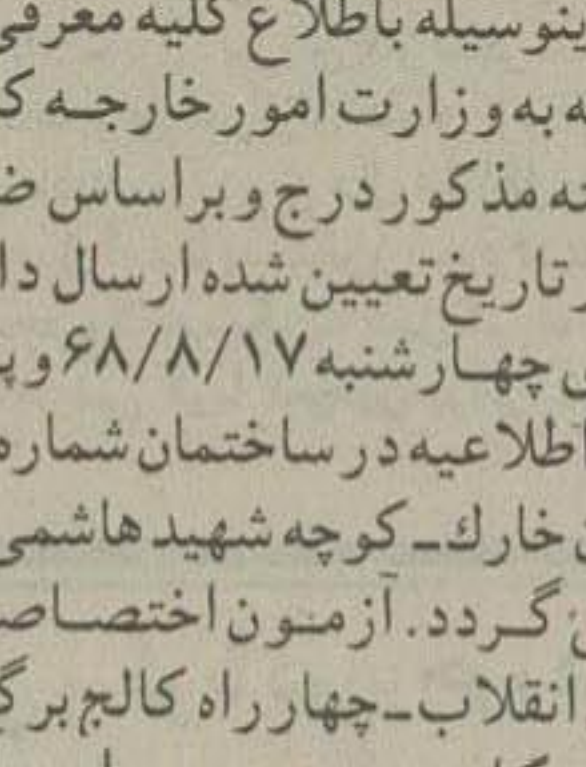 ینوسیله باطلاع کلیه معرفی
به وزارت امور خارجه ک
مذکور درج و براساس ض
تاریخ تعیین شده ارسال دا
چهارشنبه ۶۸/۸/۱۷ و پ
اطلاعیه در ساختمان شماره
خارك ـ کوچه شهید هاشمی
گردد. آزمون اختصاص
انقلاب ـ چهارراه کالج برگ